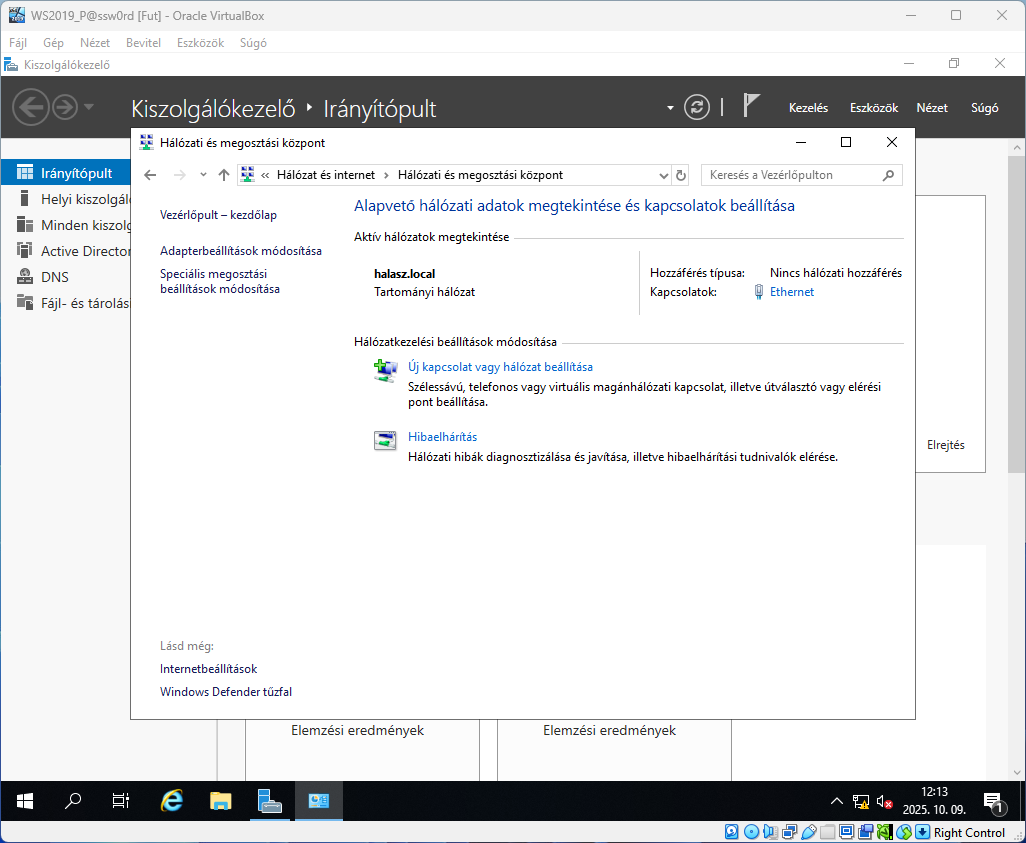 WS2019_P@ssw0rd [Fut] - Oracle VirtualBox
Fájl Gép Nézet Bevitel Eszközök Súgó
Kiszolgálókezelő
Kiszolgálókezelő Irányítópult
Kezelés Eszközök Nézet Súgó
Irányítópult
Helyi kiszolgáló
Minden kiszolg
Active Director
DNS
Fájl- és tárolás
Hálózati és megosztási központ
« Hálózat és internet › Hálózati és megosztási központ
Keresés a Vezérlőpulton
Vezérlőpult – kezdőlap
Adapterbeállítások módosítása
Speciális megosztási
beállítások módosítása
Alapvető hálózati adatok megtekintése és kapcsolatok beállítása
Aktív hálózatok megtekintése
halasz.local
Tartományi hálózat
Hozzáférés típusa: Nincs hálózati hozzáférés
Kapcsolatok: Ethernet
Hálózatkezelési beállítások módosítása
Új kapcsolat vagy hálózat beállítása
Szélessávú, telefonos vagy virtuális magánhálózati kapcsolat, illetve útválasztó vagy elérési
pont beállítása.
Hibaelhárítás
Hálózati hibák diagnosztizálása és javítása, illetve hibaelhárítási tudnivalók elérése.
Elrejtés
Lásd még:
Internetbeállítások
Windows Defender tűzfal
Elemzési eredmények Elemzési eredmények
12:13
2025. 10. 09.
1
Right Control